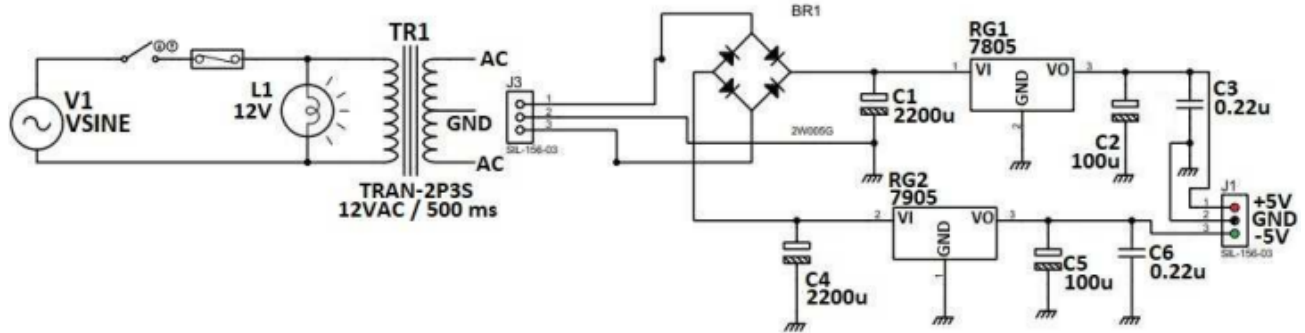 BR1
TR1
RG1
7805
AC
J3
1
2
3
SIL-156-03
V1
VSINE
L1
12V
GND
AC
TRAN-2P3S
12VAC / 500 ms
1
VI
VO
3
GND
2
C1
2200u
2W005G
C2
100u
C3
0.22u
RG2
7905
2
VI
VO
3
GND
1
C4
2200u
C5
100u
C6
0.22u
J1
1
2
3
+5V
GND
-5V
SIL-156-03